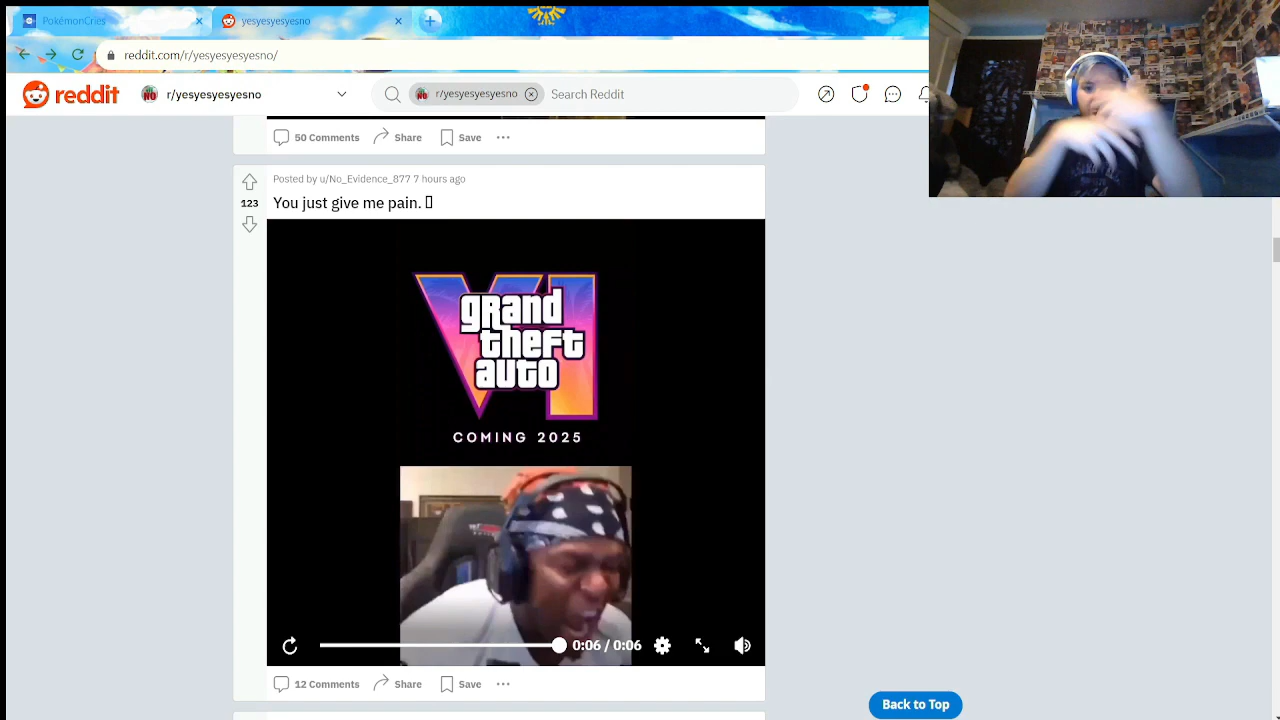 PokémonCries
yesyesyesyesno
reddit.com/r/yesyesyesyesno/
reddit
NO
r/yesyesyesyesno
r/yesyesyesyesno
Search Reddit
50 Comments
Share
Save
Posted by u/No_Evidence_877 7 hours ago
123
You just give me pain.
VI
grand
theft
auto
COMING 2025
0:06 / 0:06
12 Comments
Share
Save
Back to Top